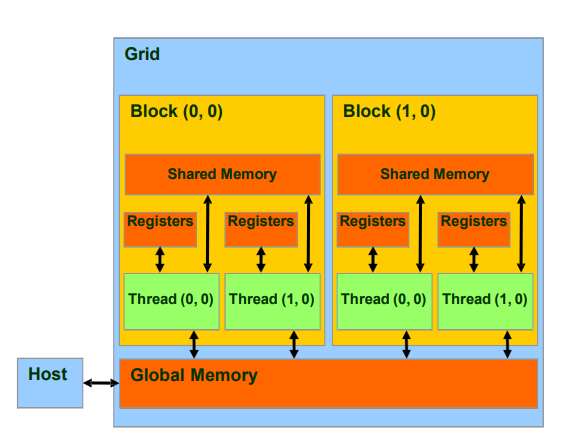 Grid
Block (0, 0)
Block (1, 0)
Shared Memory
Shared Memory
Registers
Registers
Registers
Registers
Thread (0, 0)
Thread (1, 0)
Thread (0, 0)
Thread (1, 0)
Host
Global Memory